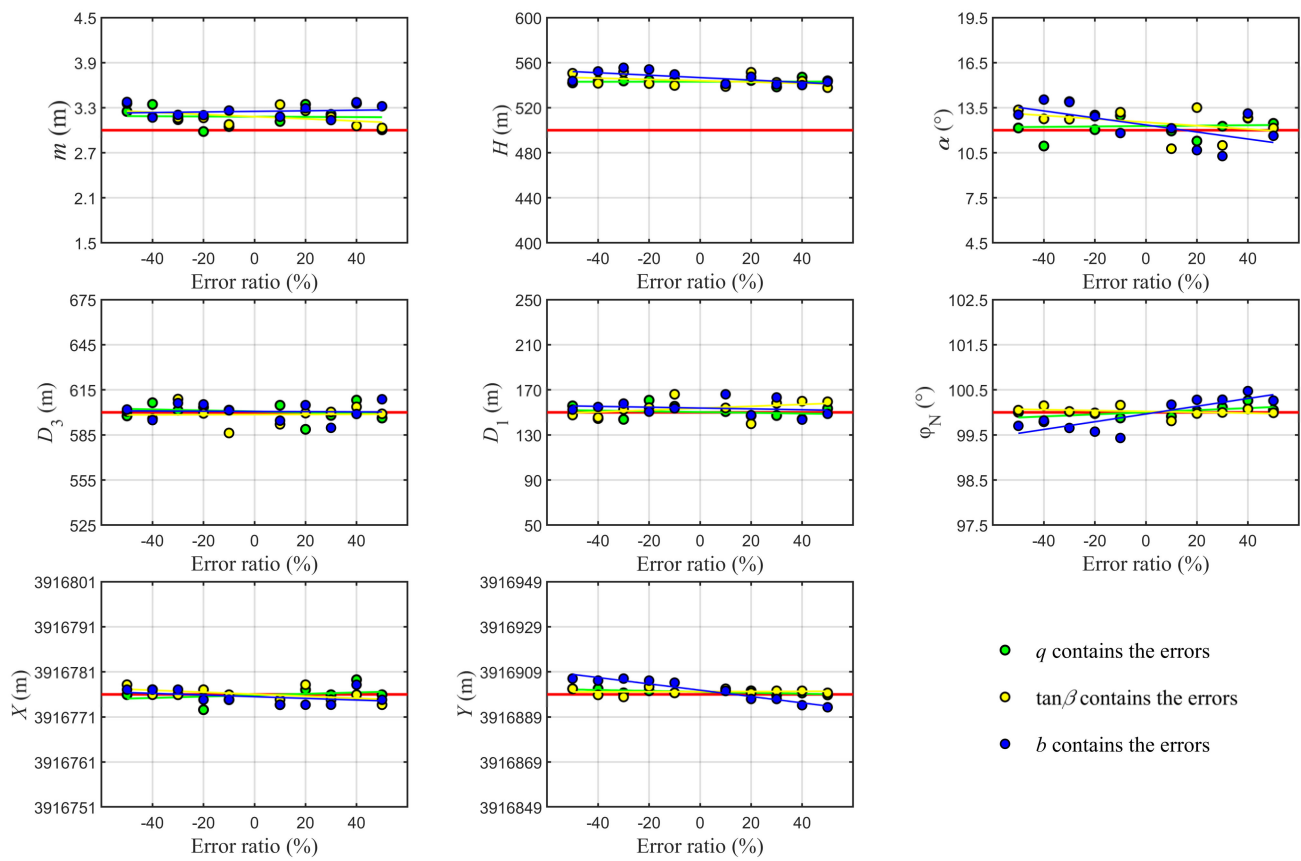 4.5 3.9 3.3 2.7 2.1 1.5
m (m)
-40 -20 0 20 40
Error ratio (%)
600 560 520 480 440 400
H (m)
-40 -20 0 20 40
Error ratio (%)
19.5 16.5 13.5 10.5 7.5 4.5
α (°)
-40 -20 0 20 40
Error ratio (%)
675 645 615 585 555 525
D3 (m)
-40 -20 0 20 40
Error ratio (%)
250 210 170 130 90 50
D1 (m)
-40 -20 0 20 40
Error ratio (%)
102.5 101.5 100.5 99.5 98.5 97.5
φN (°)
-40 -20 0 20 40
Error ratio (%)
3916801 3916791 3916781 3916771 3916761 3916751
X (m)
-40 -20 0 20 40
Error ratio (%)
3916949 3916929 3916909 3916889 3916869 3916849
Y (m)
-40 -20 0 20 40
Error ratio (%)
q contains the errors
tanβ contains the errors
b contains the errors